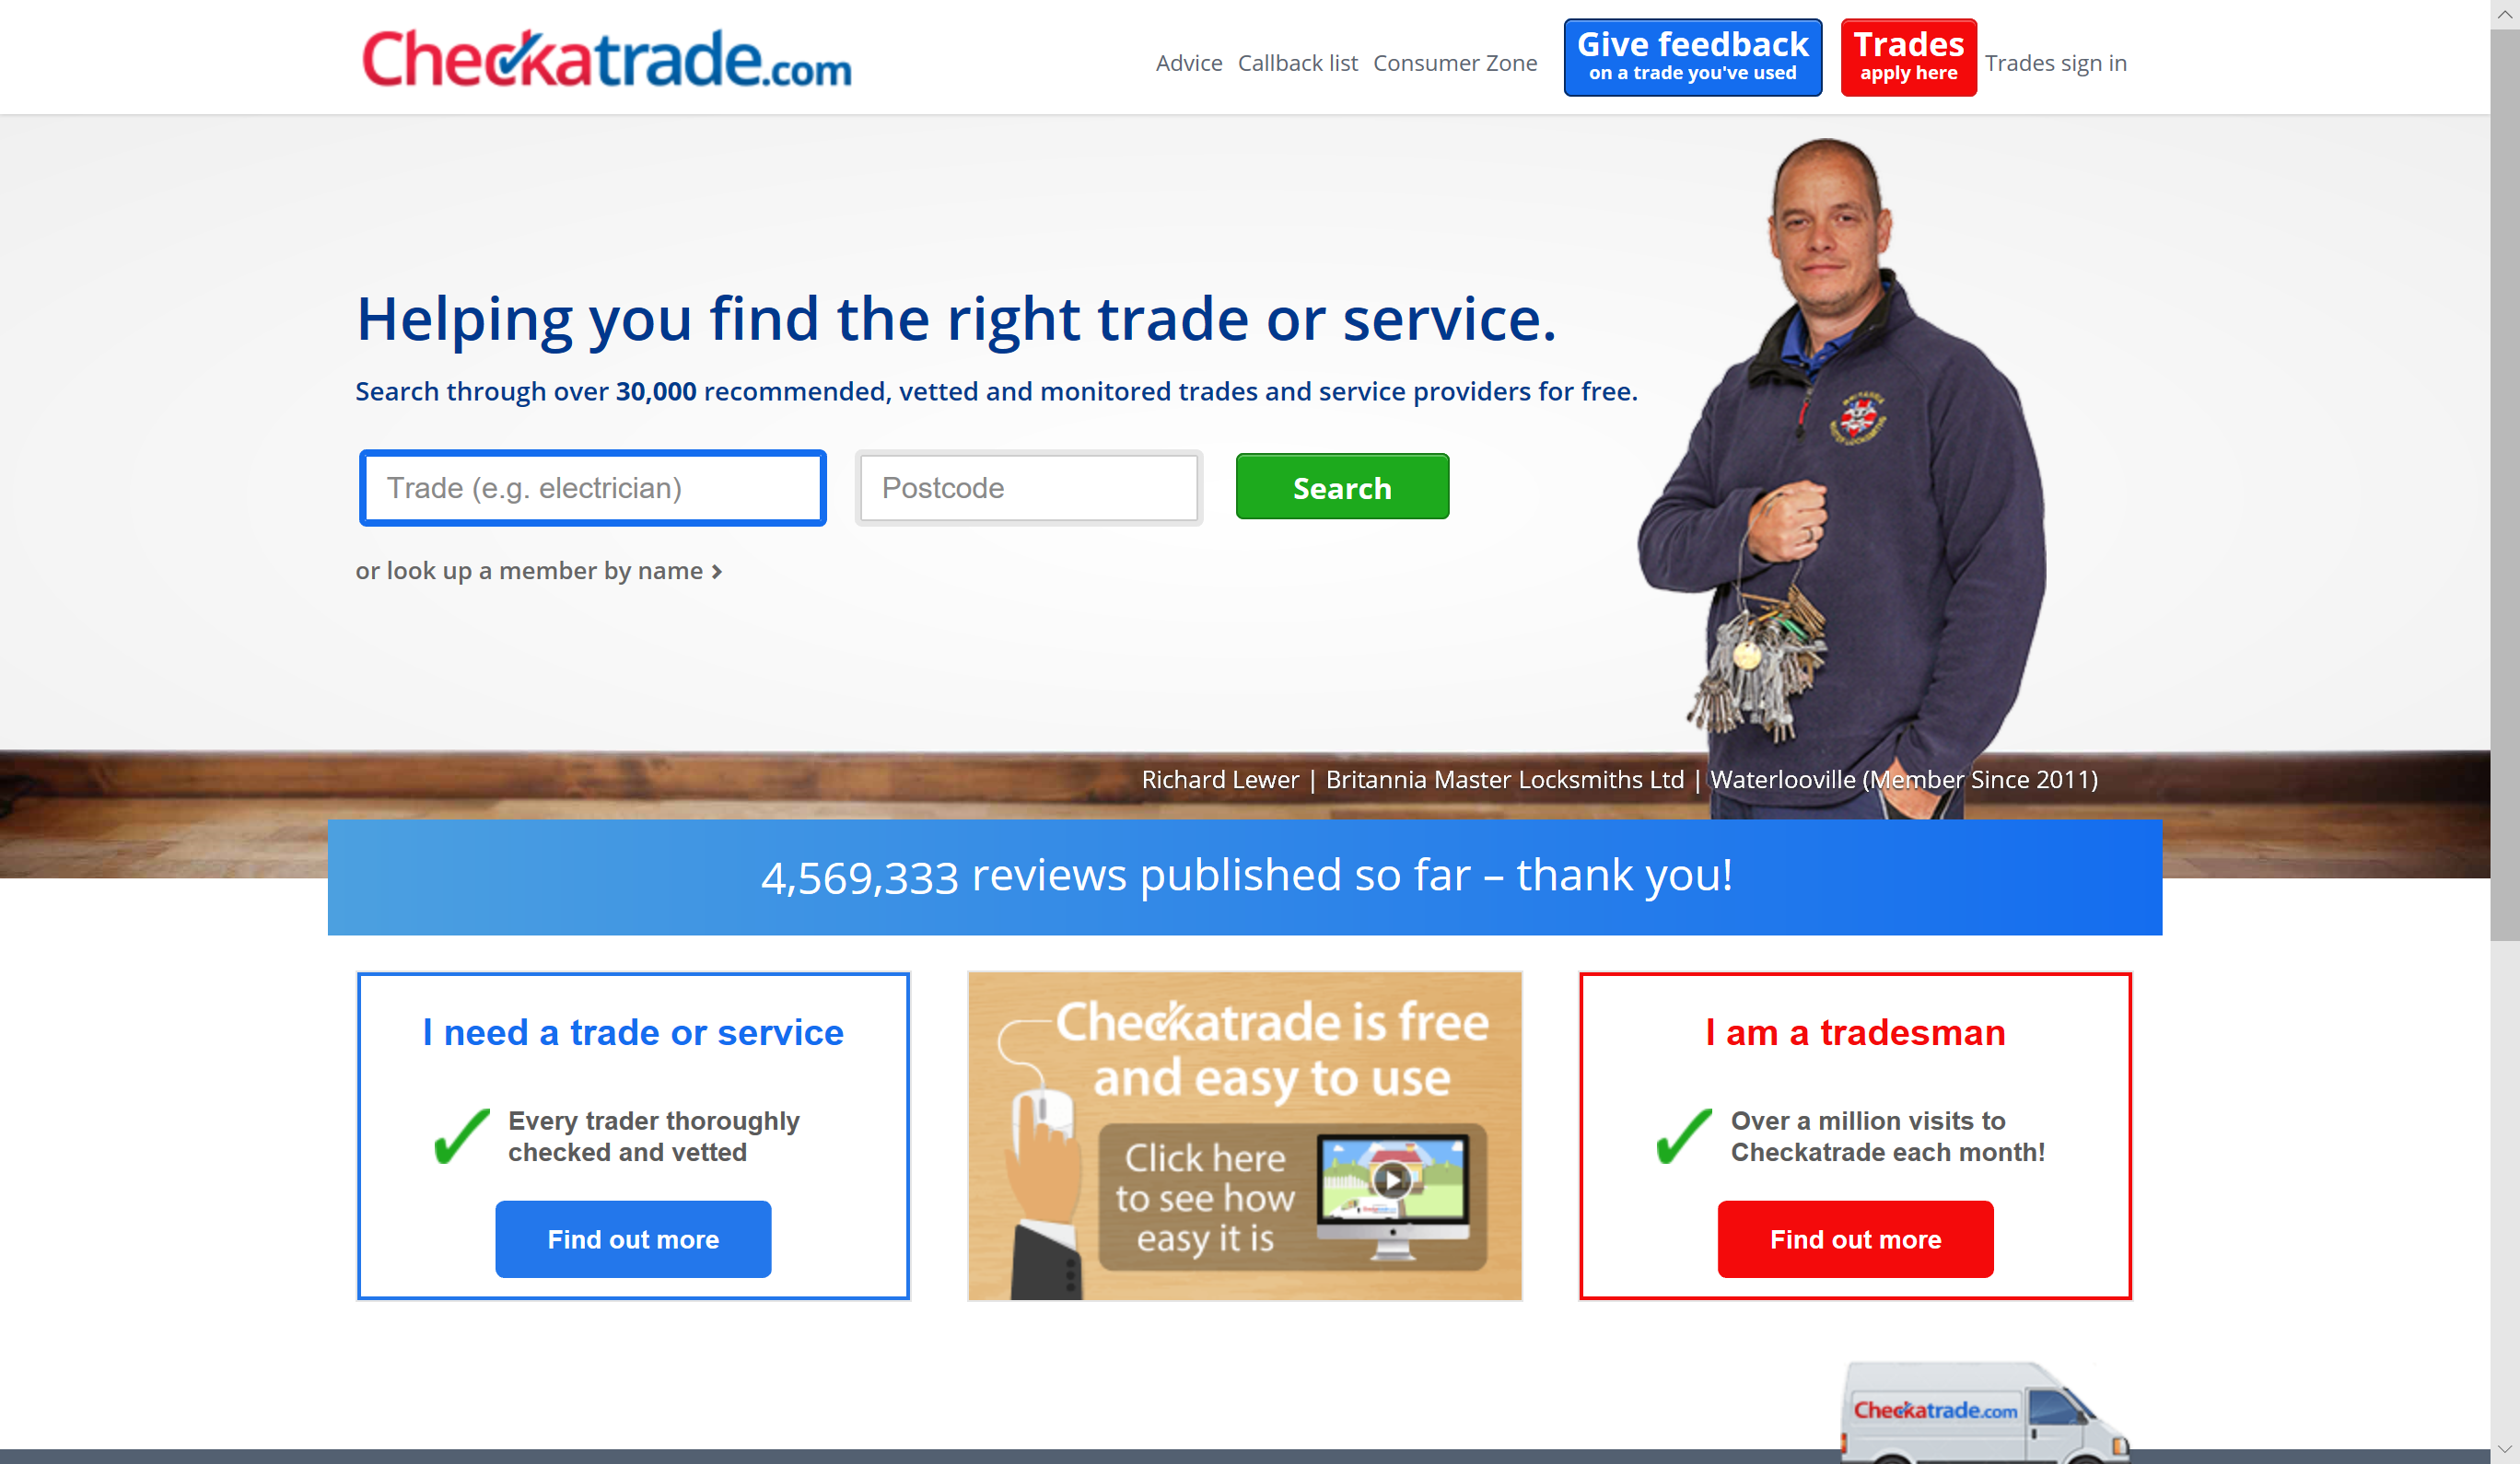 Checkatrade.com
Advice Callback list Consumer Zone
Give feedback
on a trade you've used
Trades
apply here
Trades sign in
Helping you find the right trade or service.
Search through over 30,000 recommended, vetted and monitored trades and service providers for free.
Trade (e.g. electrician)
Postcode
Search
or look up a member by name
Richard Lewer | Britannia Master Locksmiths Ltd | Waterlooville (Member Since 2011)
4,569,333 reviews published so far – thank you!
I need a trade or service
Every trader thoroughly
checked and vetted
Find out more
Checkatrade is free
and easy to use
Click here
to see how
easy it is
I am a tradesman
Over a million visits to
Checkatrade each month!
Find out more
Checkatrade.com